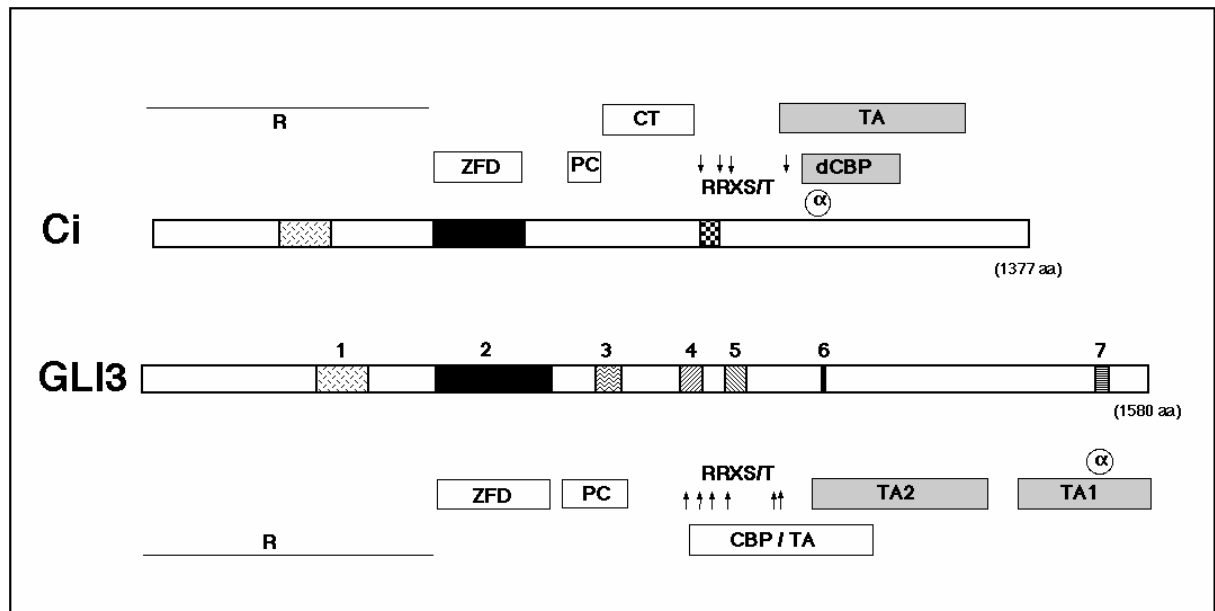 R
CT
TA
ZFD
PC
dCBP
RRXS/T
α
Ci
(1377 aa)
1 2 3 4 5 6 7
GLI3
(1580 aa)
α
RRXS/T
ZFD PC TA2 TA1
CBP / TA
R